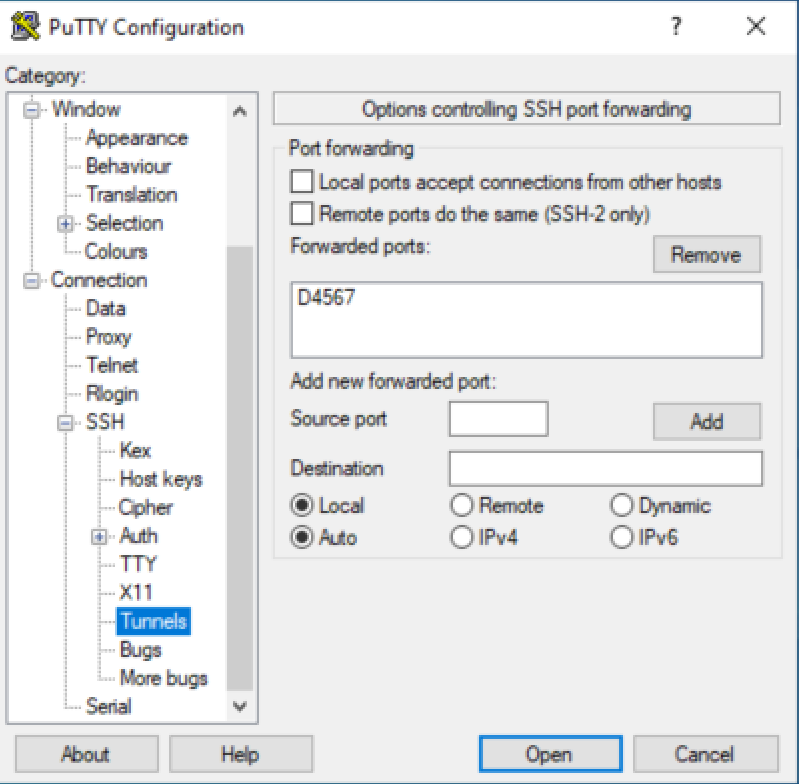 PuTTY Configuration
?
Category:
Window
Appearance
Behaviour
Translation
Selection
Colours
Connection
Data
Proxy
Telnet
Rlogin
SSH
Kex
Host keys
Cipher
Auth
TTY
X11
Tunnels
Bugs
More bugs
Serial
Options controlling SSH port forwarding
Port forwarding
Local ports accept connections from other hosts
Remote ports do the same (SSH-2 only)
Forwarded ports:
Remove
D4567
Add new forwarded port:
Source port
Add
Destination
Local Remote Dynamic
Auto IPv4 IPv6
About Help Open Cancel